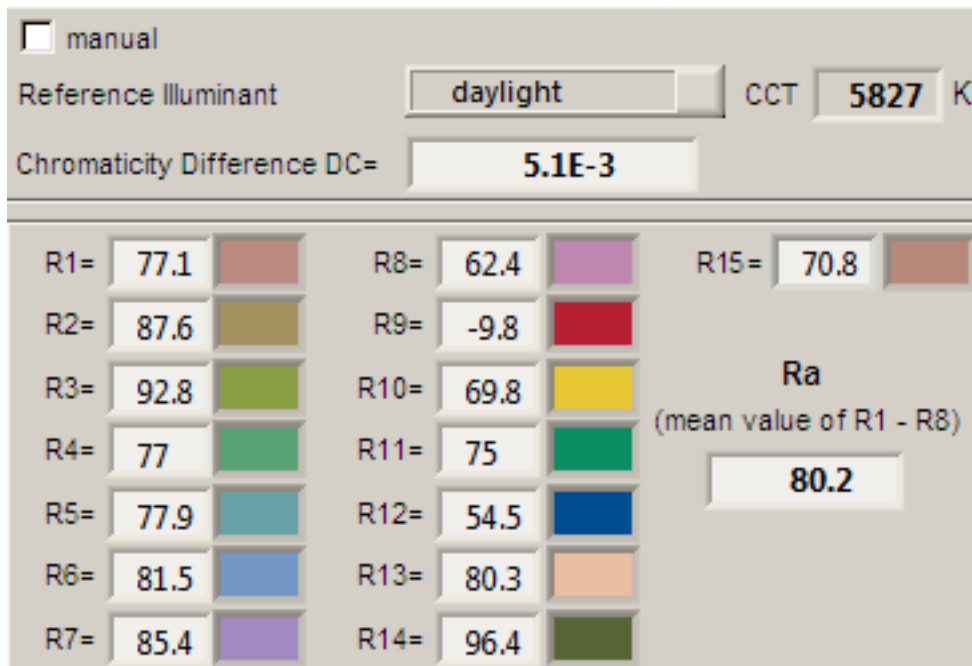 manual
Reference Illuminant daylight CCT 5827 K
Chromaticity Difference DC= 5.1E-3
R1= 77.1 R8= 62.4 R15= 70.8
R2= 87.6 R9= -9.8
R3= 92.8 R10= 69.8 Ra
R4= 77 R11= 75 (mean value of R1 - R8)
R5= 77.9 R12= 54.5 80.2
R6= 81.5 R13= 80.3
R7= 85.4 R14= 96.4